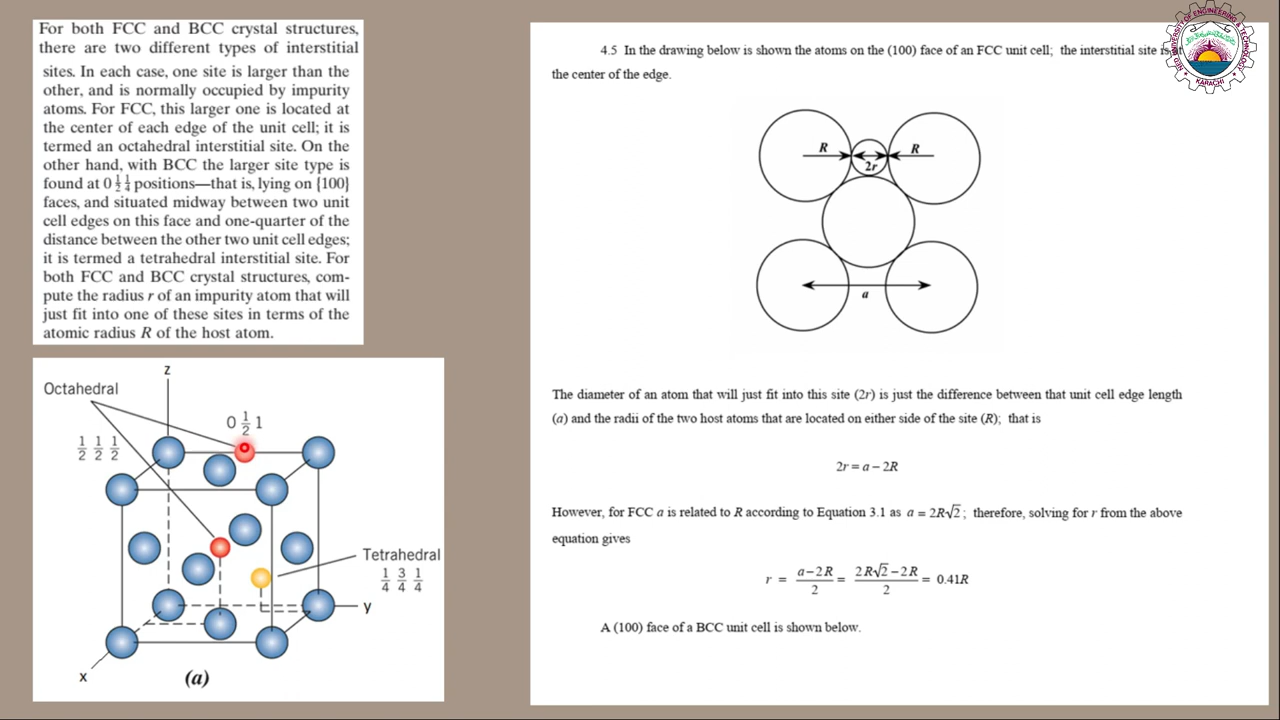 For both FCC and BCC crystal structures,
there are two different types of interstitial
sites. In each case, one site is larger than the
other, and is normally occupied by impurity
atoms. For FCC, this larger one is located at
the center of each edge of the unit cell; it is
termed an octahedral interstitial site. On the
other hand, with BCC the larger site type is
found at 0 1/2 1/4 positions—that is, lying on {100}
faces, and situated midway between two unit
cell edges on this face and one-quarter of the
distance between the other two unit cell edges;
it is termed a tetrahedral interstitial site. For
both FCC and BCC crystal structures, com-
pute the radius r of an impurity atom that will
just fit into one of these sites in terms of the
atomic radius R of the host atom.
z
Octahedral
0 1/2 1
1/2 1/2 1/2
Tetrahedral
1/4 3/4 1/4
y
x
(a)
4.5 In the drawing below is shown the atoms on the (100) face of an FCC unit cell; the interstitial site is
the center of the edge.
R
R
2r
a
The diameter of an atom that will just fit into this site (2r) is just the difference between that unit cell edge length
(a) and the radii of the two host atoms that are located on either side of the site (R); that is
2r = a – 2R
However, for FCC a is related to R according to Equation 3.1 as a = 2R√2; therefore, solving for r from the above
equation gives
r = (a – 2R)/2 = (2R√2 – 2R)/2 = 0.41R
A (100) face of a BCC unit cell is shown below.
UNIVERSITY OF ENGINEERING &
KARACHI